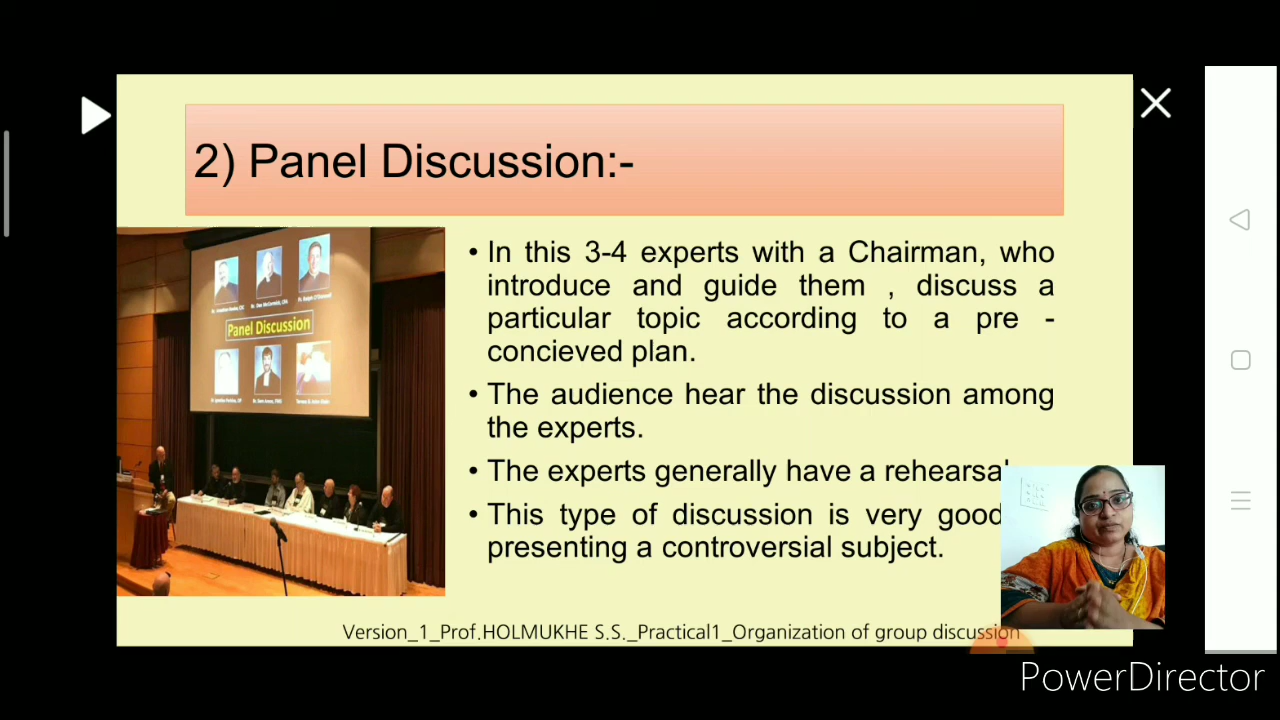 2) Panel Discussion:-
Panel Discussion
• In this 3-4 experts with a Chairman, who
introduce and guide them , discuss a
particular topic according to a pre -
concieved plan.
• The audience hear the discussion among
the experts.
• The experts generally have a rehearsal
• This type of discussion is very good
presenting a controversial subject.
Version_1_Prof.HOLMUKHE S.S._Practical1_Organization of group discussion
PowerDirector